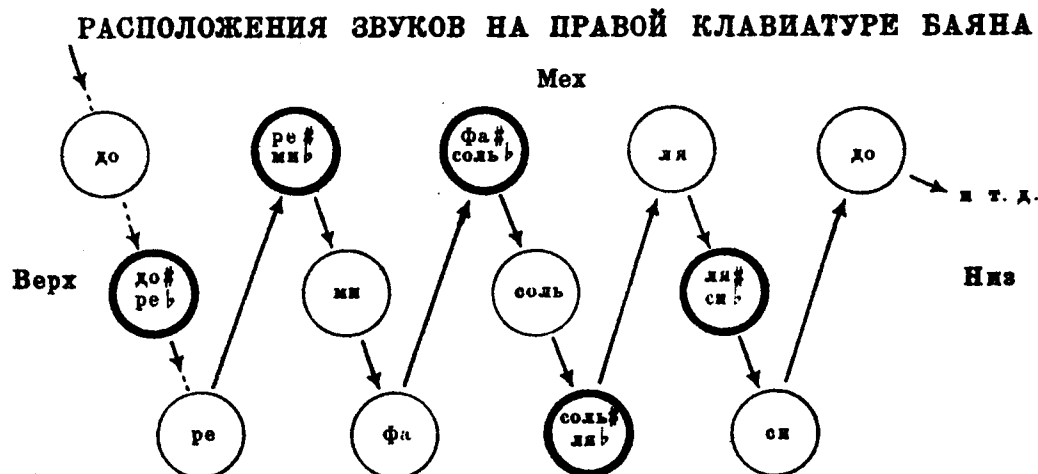 РАСПОЛОЖЕНИЯ ЗВУКОВ НА ПРАВОЙ КЛАВИАТУРЕ БАЯНА
Мех
до
ре♯
ми♭
фа♯
соль♭
ля
до
и т. д.
Верх
до♯
ре♭
ми
соль
ля♯
си♭
Низ
ре
фа
соль♯
ля♭
си